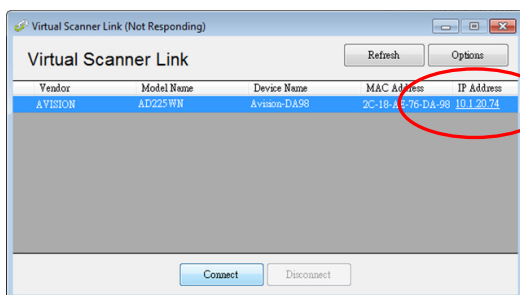 Virtual Scanner Link (Not Responding)
Virtual Scanner Link
Refresh
Options
Vendor Model Name Device Name MAC Address IP Address
AVISION AD225WN Avision-DA98 2C-18-AE-76-DA-98 10.1.20.74
Connect
Disconnect